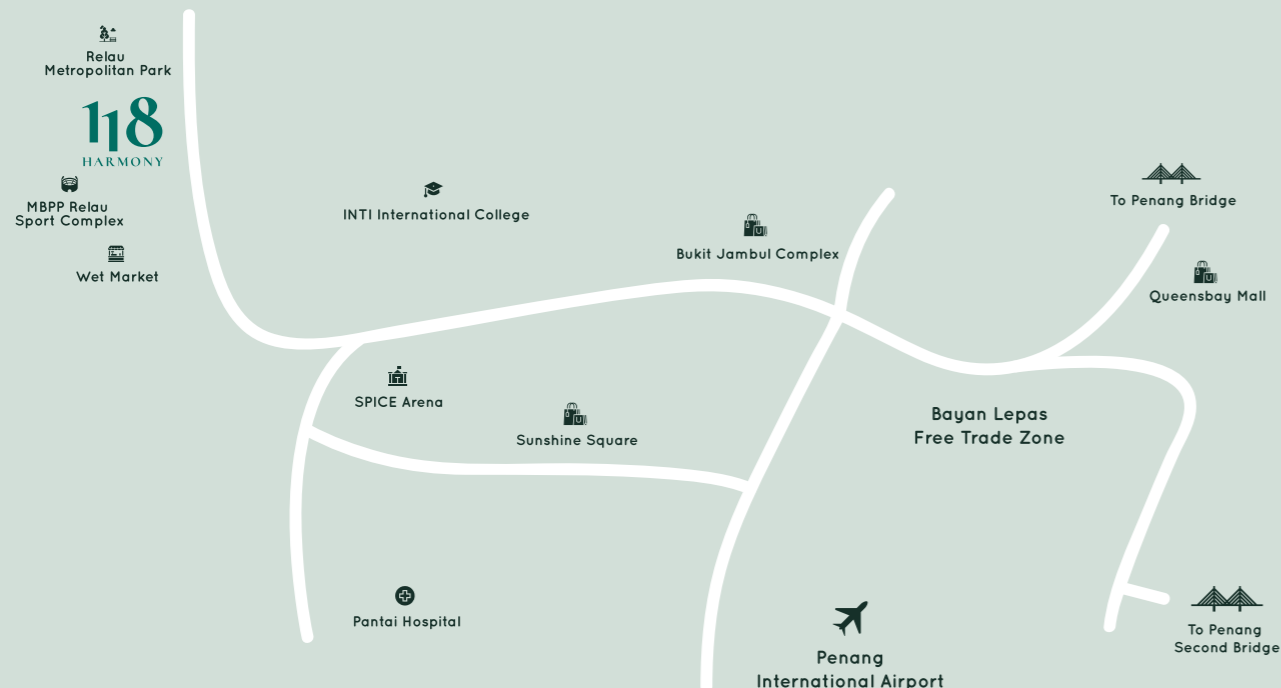 Relau
Metropolitan Park
118
HARMONY
MBPP Relau
Sport Complex
Wet Market
INTI International College
Bukit Jambul Complex
To Penang Bridge
Queensbay Mall
SPICE Arena
Sunshine Square
Bayan Lepas
Free Trade Zone
Pantai Hospital
Penang
International Airport
To Penang
Second Bridge